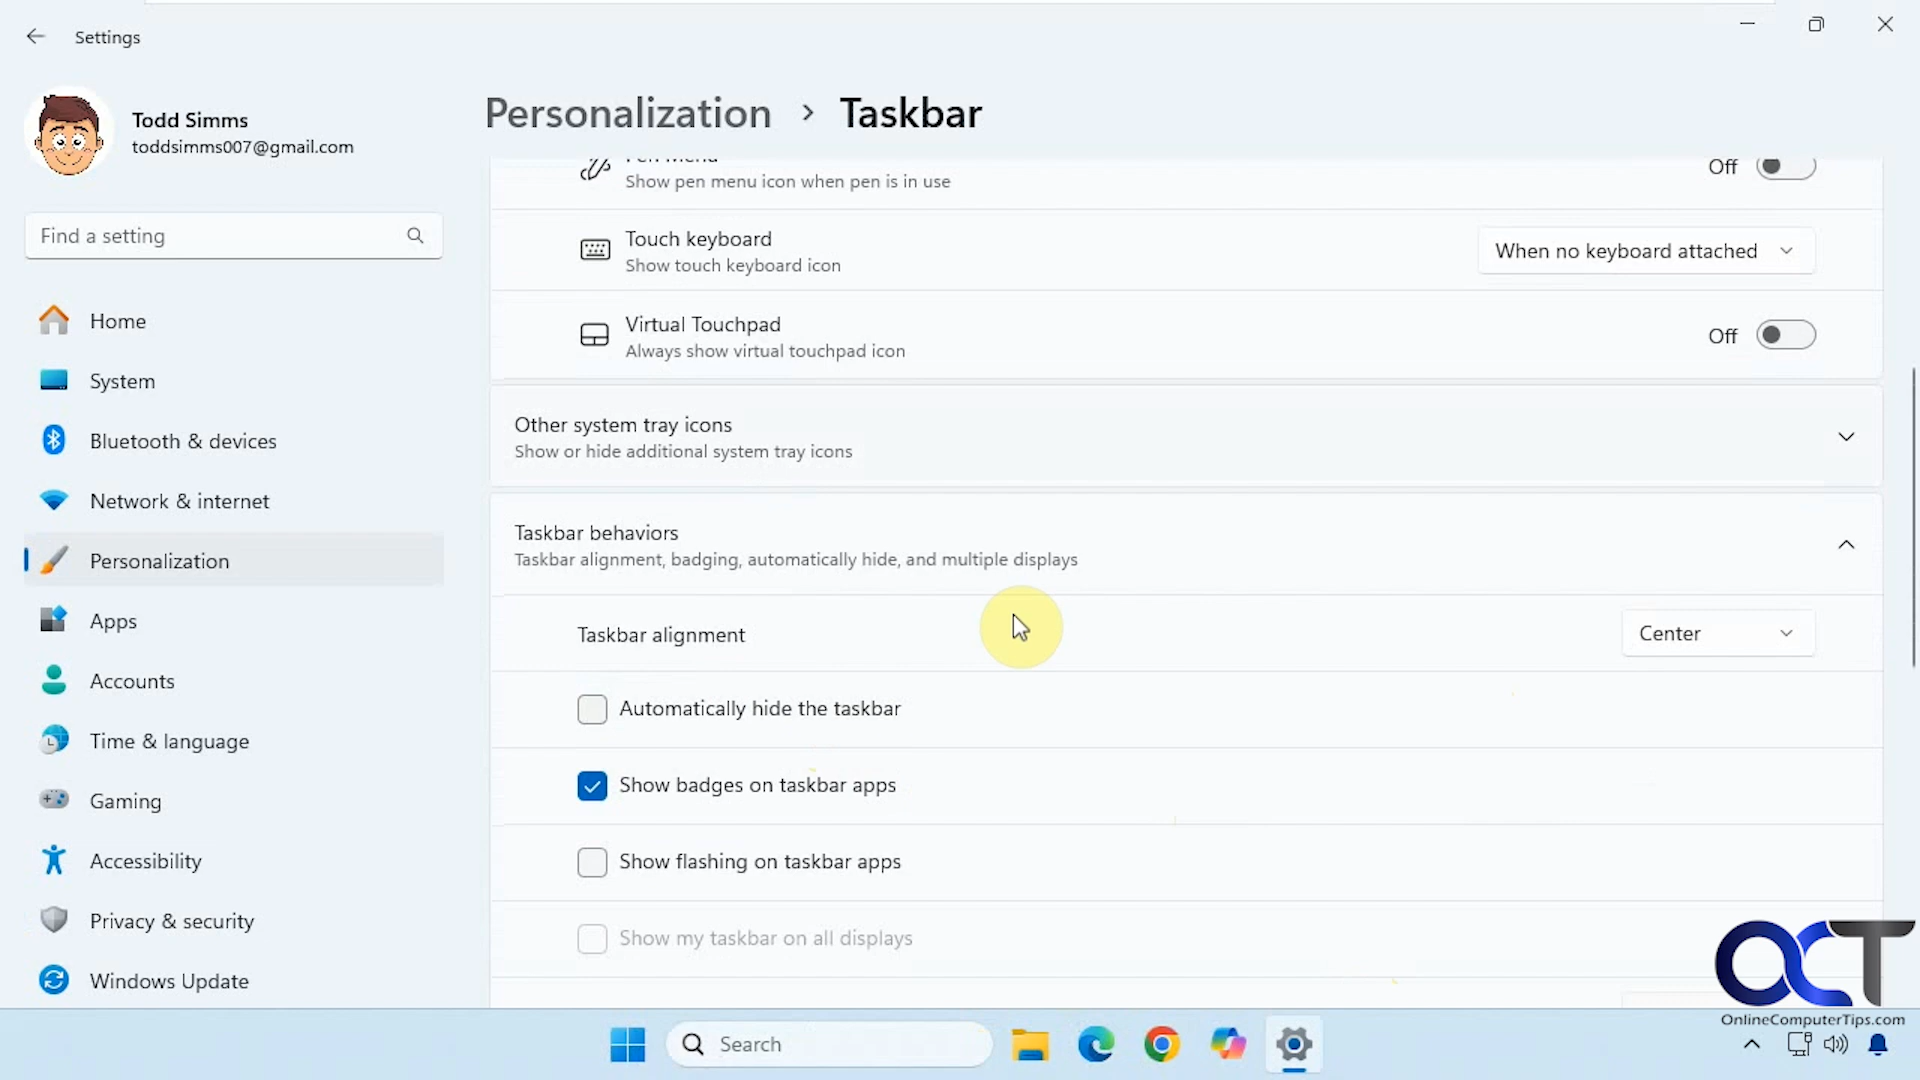 Settings
Todd Simms
toddsimms007@gmail.com
Find a setting
Home
System
Bluetooth & devices
Network & internet
Personalization
Apps
Accounts
Time & language
Gaming
Accessibility
Privacy & security
Windows Update
Personalization > Taskbar
Pen Menu
Show pen menu icon when pen is in use
Off
Touch keyboard
Show touch keyboard icon
When no keyboard attached
Virtual Touchpad
Always show virtual touchpad icon
Off
Other system tray icons
Show or hide additional system tray icons
Taskbar behaviors
Taskbar alignment, badging, automatically hide, and multiple displays
Taskbar alignment
Center
Automatically hide the taskbar
Show badges on taskbar apps
Show flashing on taskbar apps
Show my taskbar on all displays
OCT
OnlineComputerTips.com
Search